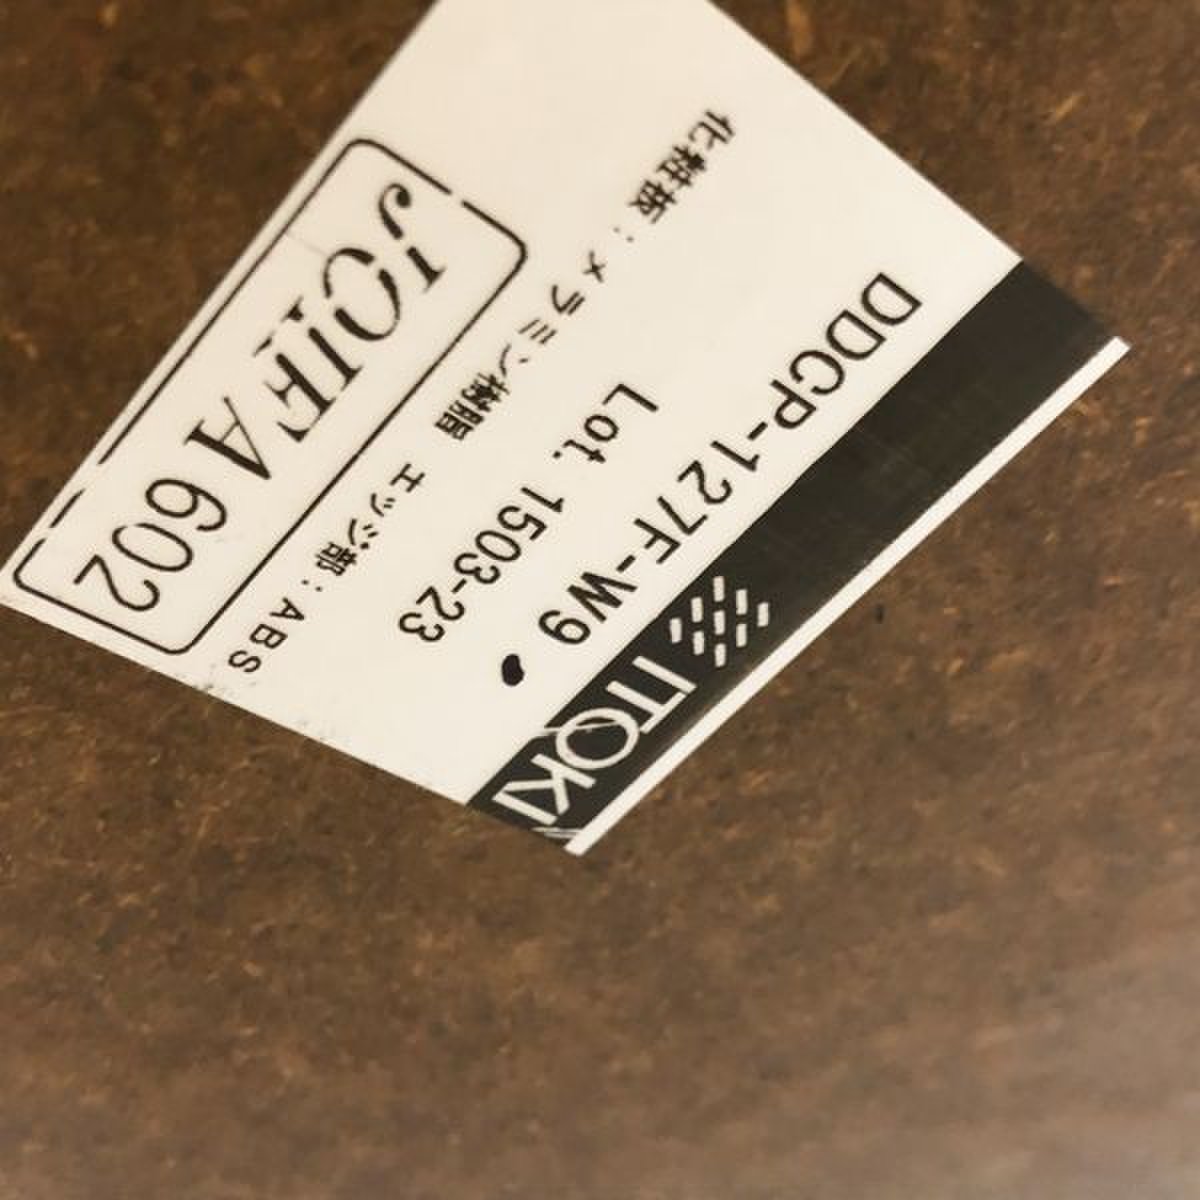 ITOKI
DDCP-127F-W9
Lot. 1503-23
化粧板：メラミン樹脂 エッジ部：ABS
JOIFA 602